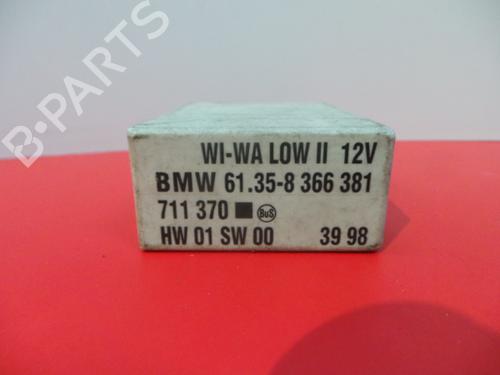 B-PARTS
WI-WA LOW II 12V
BMW 61.35-8 366 381
711 370 ■ BuS
HW 01 SW 00 39 98